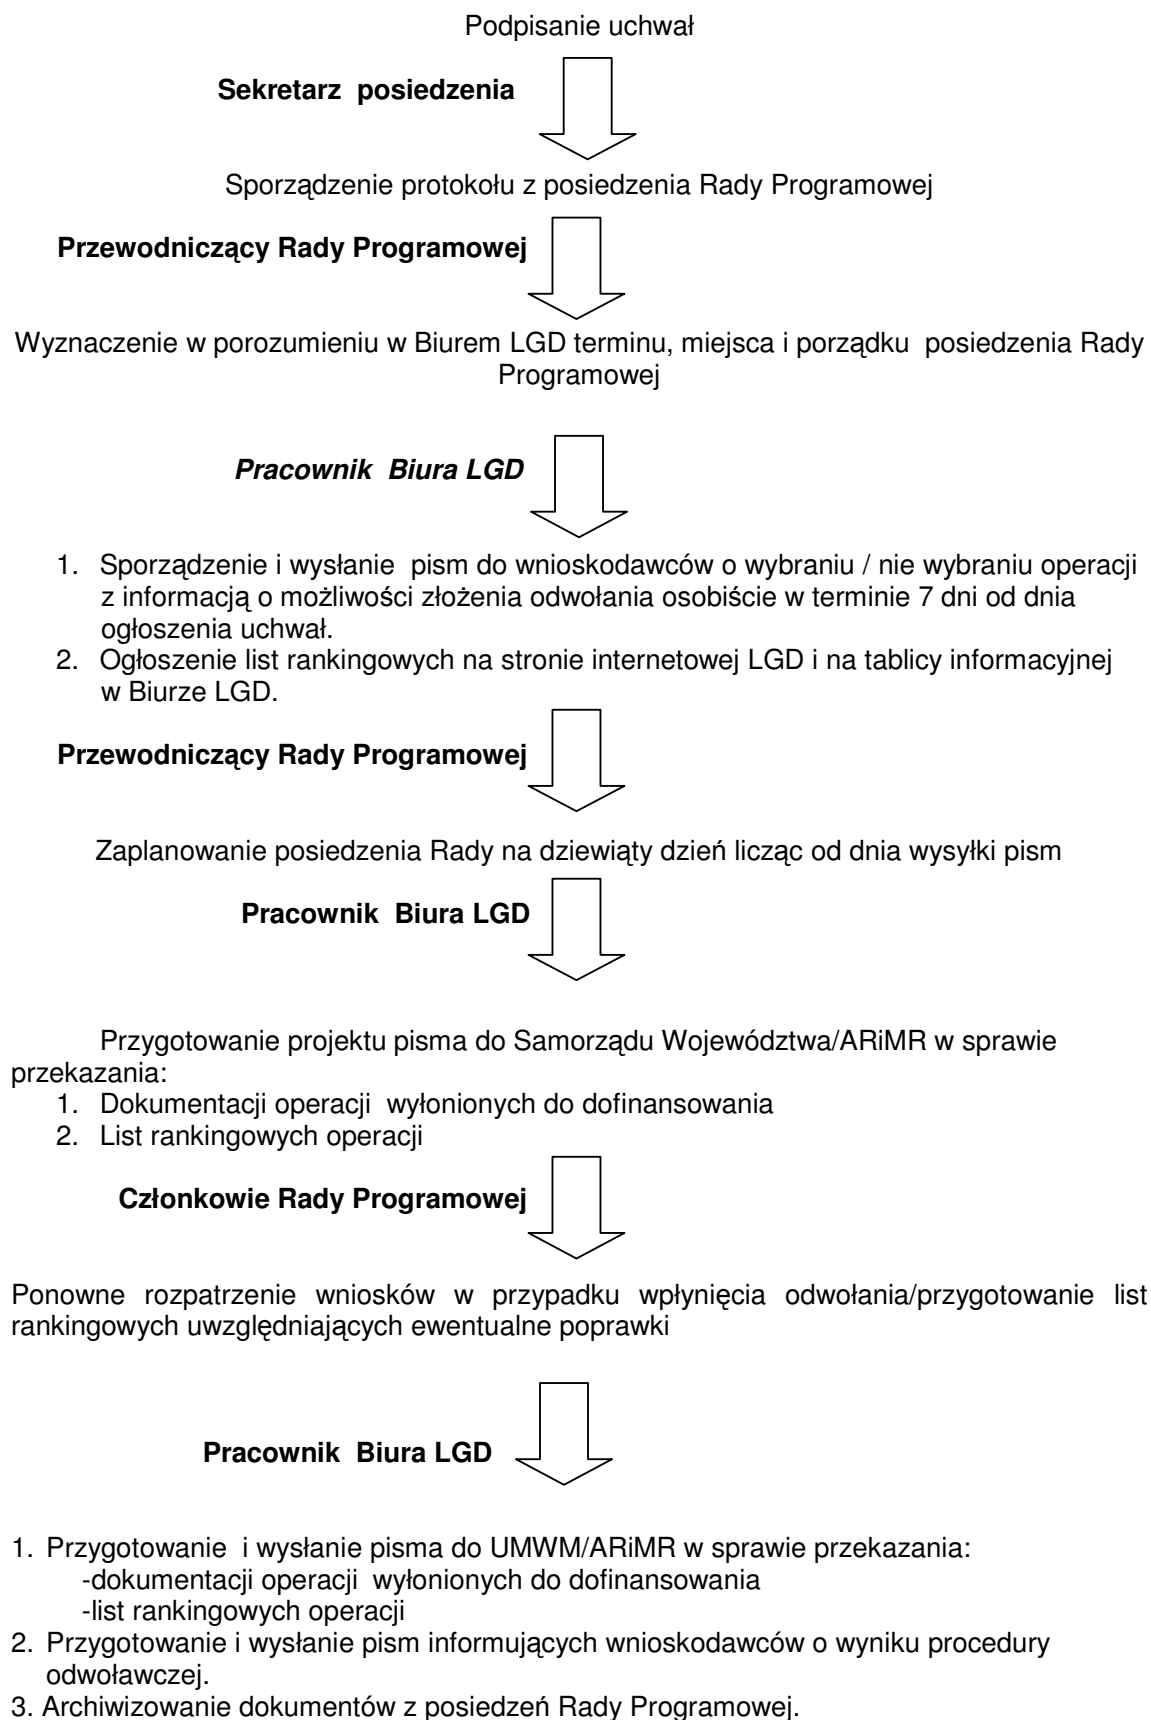 Podpisanie uchwał
Sekretarz posiedzenia
Sporządzenie protokołu z posiedzenia Rady Programowej
Przewodniczący Rady Programowej
Wyznaczenie w porozumieniu w Biurem LGD terminu, miejsca i porządku posiedzenia Rady
Programowej
Pracownik Biura LGD
1. Sporządzenie i wysłanie pism do wnioskodawców o wybraniu / nie wybraniu operacji
z informacją o możliwości złożenia odwołania osobiście w terminie 7 dni od dnia
ogłoszenia uchwał.
2. Ogłoszenie list rankingowych na stronie internetowej LGD i na tablicy informacyjnej
w Biurze LGD.
Przewodniczący Rady Programowej
Zaplanowanie posiedzenia Rady na dziewiąty dzień licząc od dnia wysyłki pism
Pracownik Biura LGD
Przygotowanie projektu pisma do Samorządu Województwa/ARiMR w sprawie
przekazania:
1. Dokumentacji operacji wyłonionych do dofinansowania
2. List rankingowych operacji
Członkowie Rady Programowej
Ponowne rozpatrzenie wniosków w przypadku wpłynięcia odwołania/przygotowanie list
rankingowych uwzględniających ewentualne poprawki
Pracownik Biura LGD
1. Przygotowanie i wysłanie pisma do UMWM/ARiMR w sprawie przekazania:
-dokumentacji operacji wyłonionych do dofinansowania
-list rankingowych operacji
2. Przygotowanie i wysłanie pism informujących wnioskodawców o wyniku procedury
odwoławczej.
3. Archiwizowanie dokumentów z posiedzeń Rady Programowej.